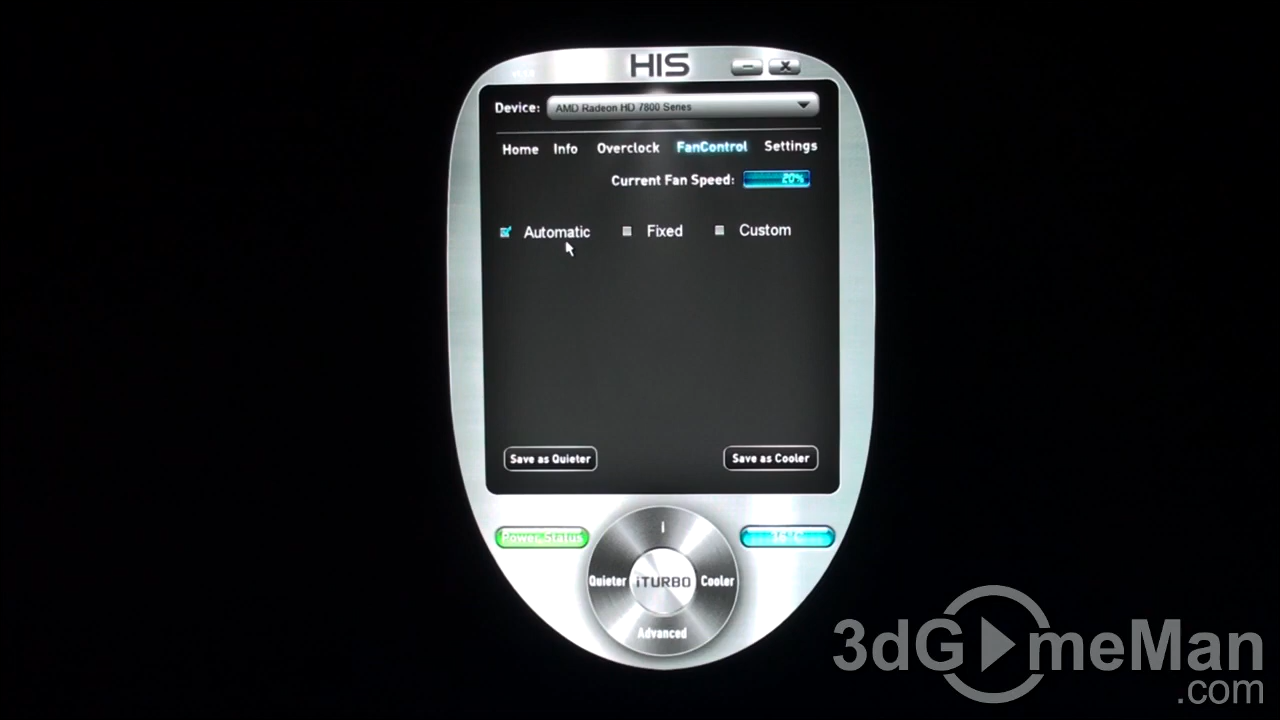 HIS
Device: AMD Radeon HD 7800 Series
Home Info Overclock FanControl Settings
Current Fan Speed: 20%
Automatic Fixed Custom
Save as Quieter Save as Cooler
Power Status
i
Quieter iTURBO Cooler
Advanced
3dGameMan
.com